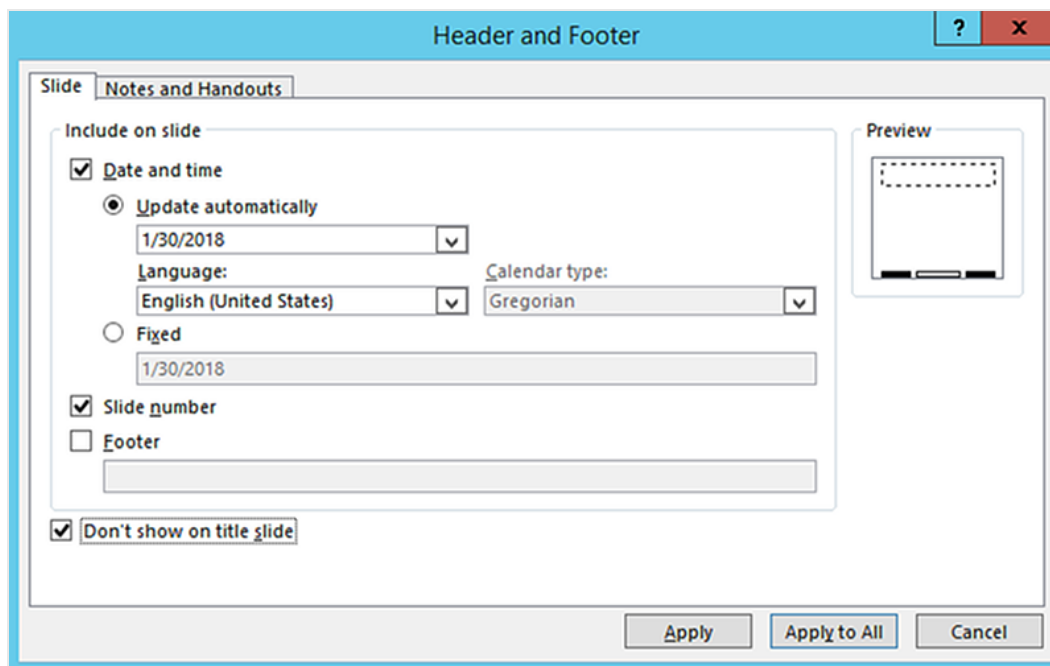 Header and Footer
? x
Slide Notes and Handouts
Include on slide
Preview
Date and time
Update automatically
1/30/2018
Language: Calendar type:
English (United States) Gregorian
Fixed
1/30/2018
Slide number
Footer
Don't show on title slide
Apply Apply to All Cancel